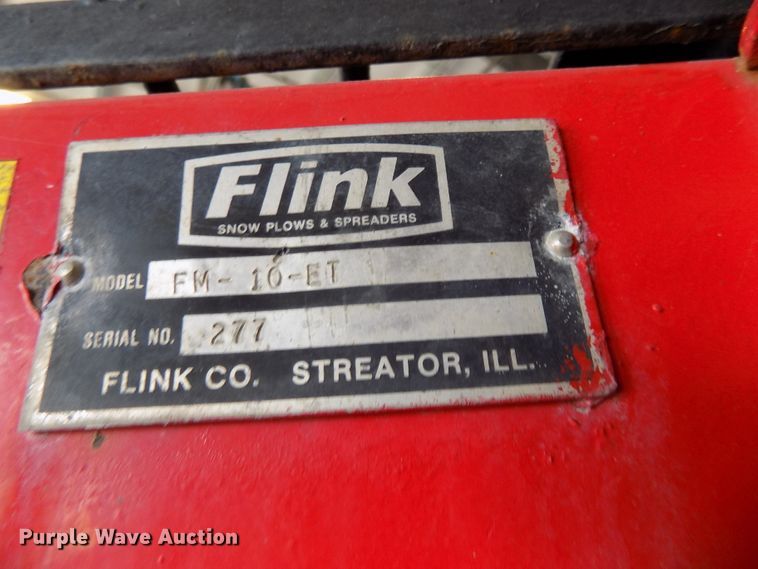 Flink
SNOW PLOWS & SPREADERS
MODEL FM-10-ET
SERIAL NO. 277
FLINK CO. STREATOR, ILL.
Purple Wave Auction